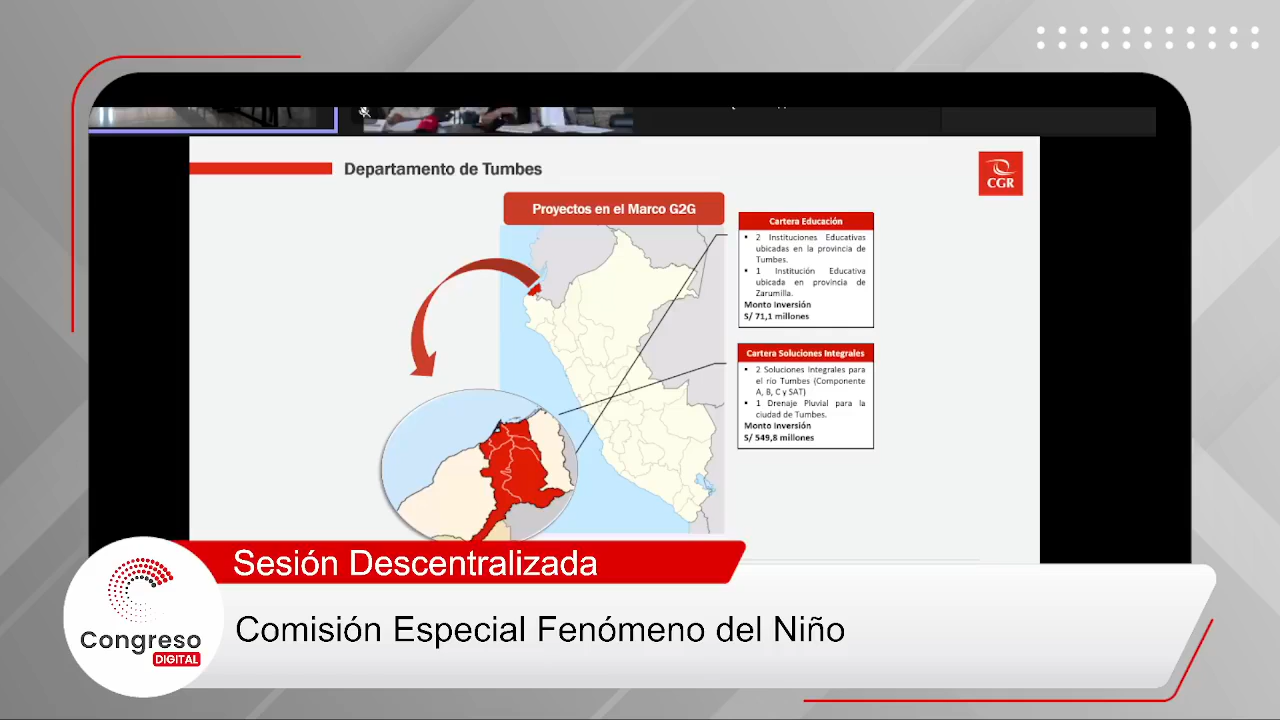 Departamento de Tumbes
CGR
Proyectos en el Marco G2G
Cartera Educación
▪ 2 Instituciones Educativas
ubicadas en la provincia de
Tumbes.
▪ 1 Institución Educativa
ubicada en provincia de
Zarumilla.
Monto Inversión
S/ 71,1 millones
Cartera Soluciones Integrales
▪ 2 Soluciones Integrales para
el río Tumbes (Componente
A, B, C y SAT)
▪ 1 Drenaje Pluvial para la
ciudad de Tumbes.
Monto Inversión
S/ 549,8 millones
Sesión Descentralizada
Comisión Especial Fenómeno del Niño
Congreso
DIGITAL